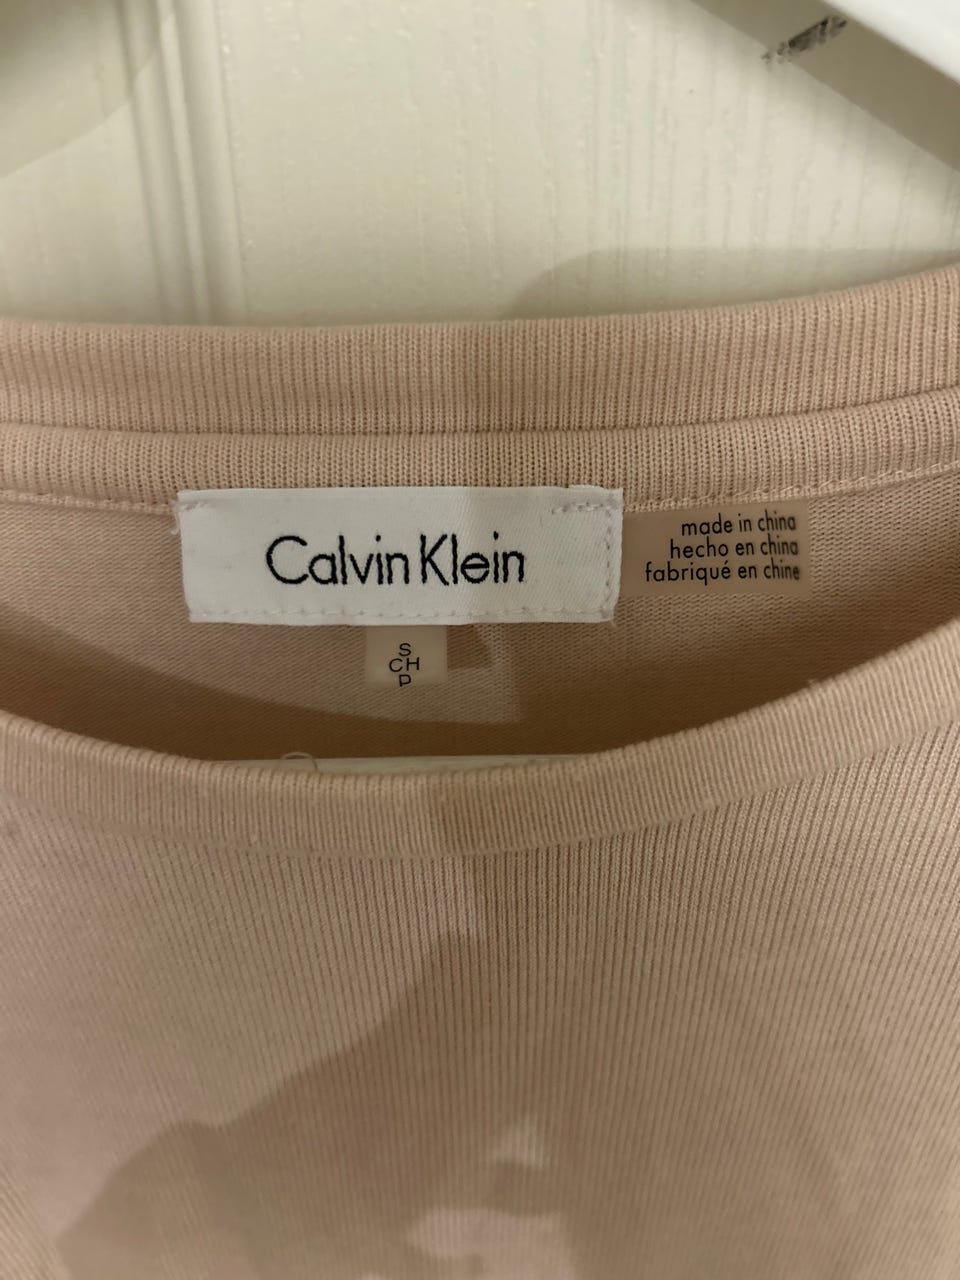 Calvin Klein
made in china
hecho en china
fabriqué en chine
S
CH
P